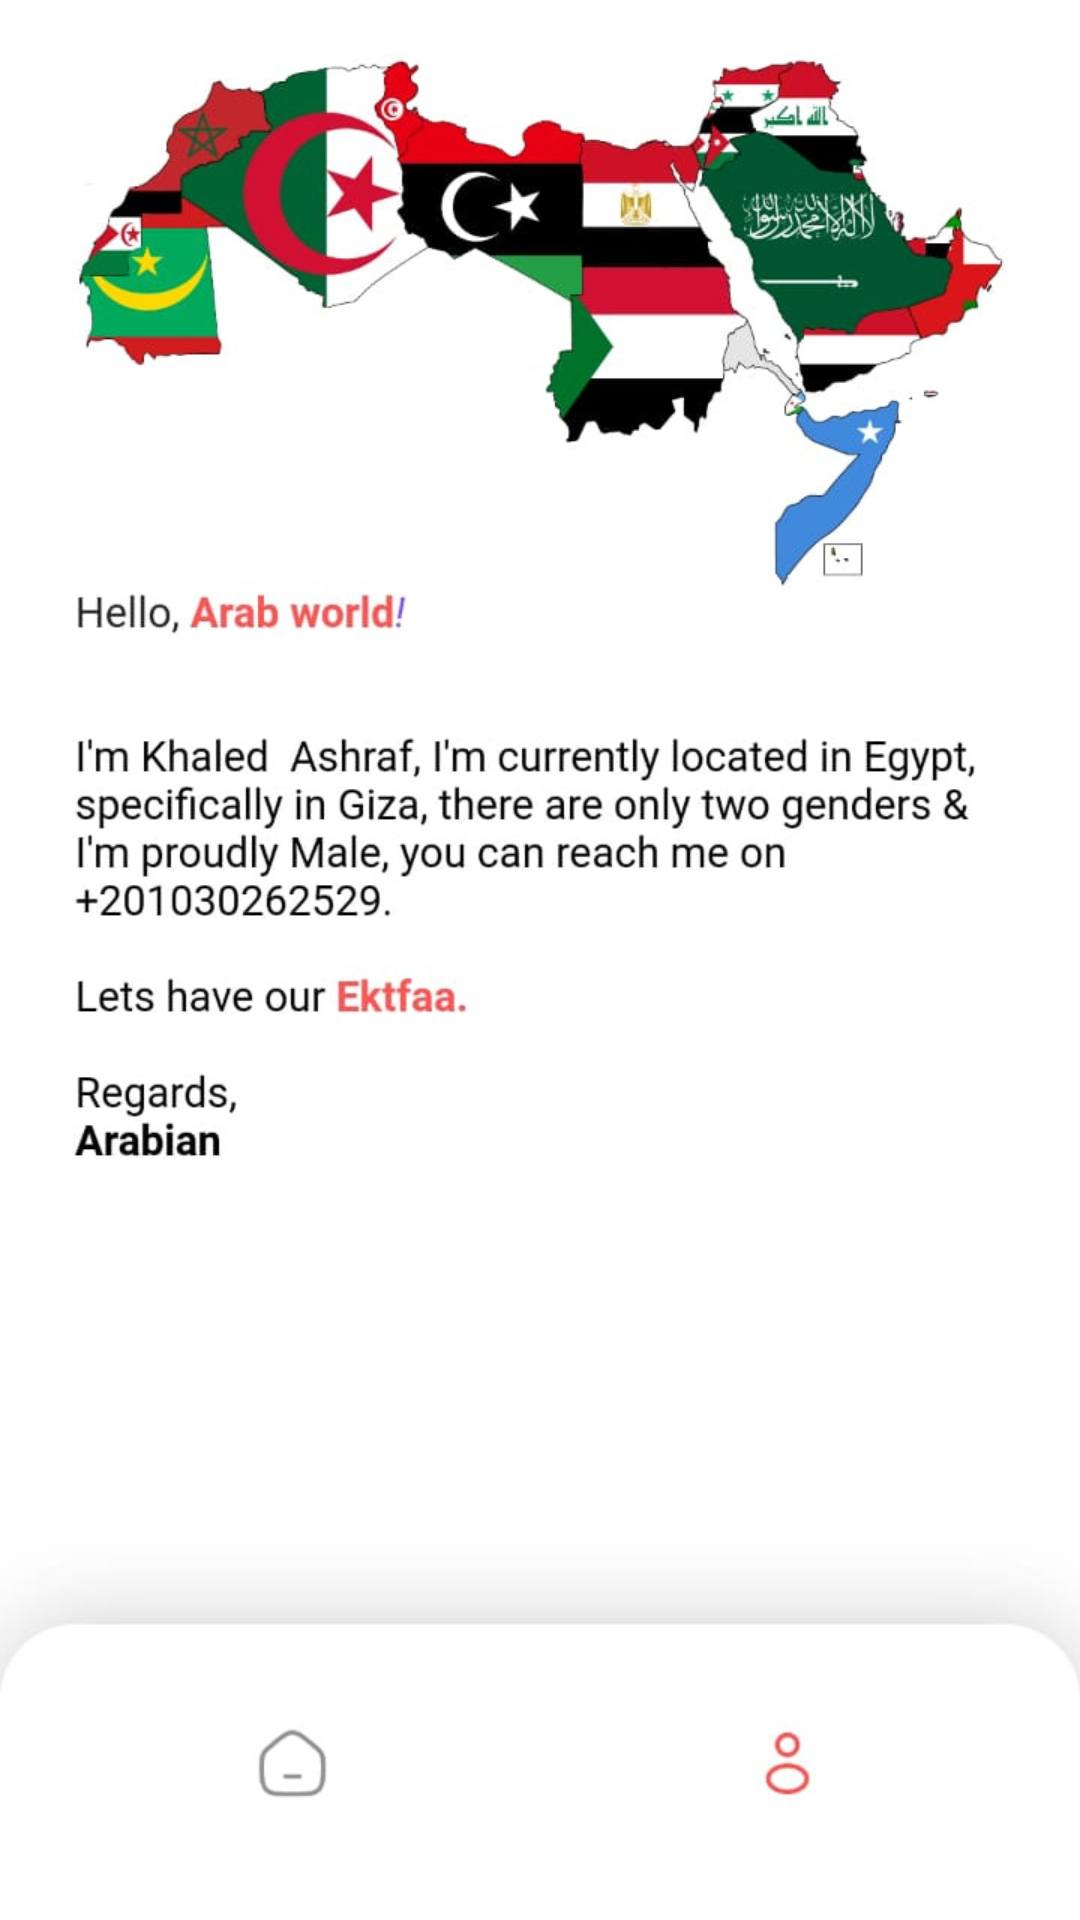 الله اكبر
لا إله إلا الله محمد رسول الله
Hello, Arab world!
I'm Khaled  Ashraf, I'm currently located in Egypt,
specifically in Giza, there are only two genders &
I'm proudly Male, you can reach me on
+201030262529.
Lets have our Ektfaa.
Regards,
Arabian